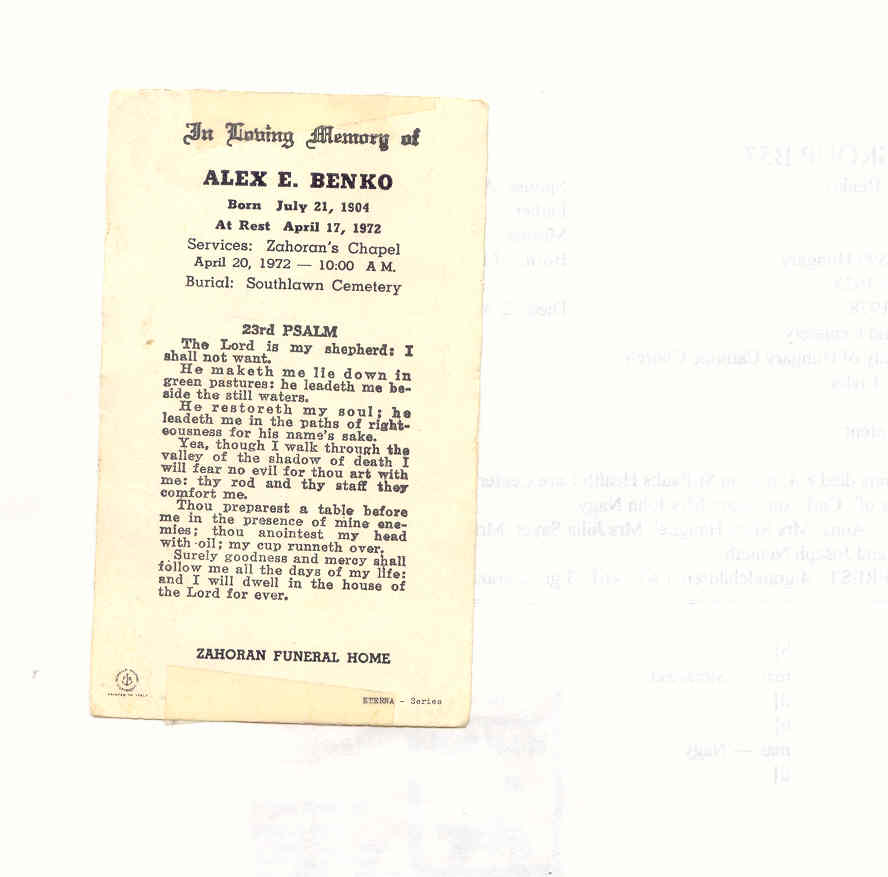 In Loving Memory of
ALEX E. BENKO
Born July 21, 1904
At Rest April 17, 1972
Services: Zahoran's Chapel
April 20, 1972 — 10:00 A M.
Burial: Southlawn Cemetery
23rd PSALM
The Lord is my shepherd: I
shall not want.
He maketh me lie down in
green pastures: he leadeth me be-
side the still waters.
He restoreth my soul; he
leadeth me in the paths of right-
eousness for his name's sake.
Yea, though I walk through the
valley of the shadow of death I
will fear no evil for thou art with
me: thy rod and thy staff they
comfort me.
Thou preparest a table before
me in the presence of mine ene-
mies; thou anointest my head
with oil; my cup runneth over.
Surely goodness and mercy shall
follow me all the days of my life:
and I will dwell in the house of
the Lord for ever.
ZAHORAN FUNERAL HOME
PRINTED IN ITALY
ETERNA - Series